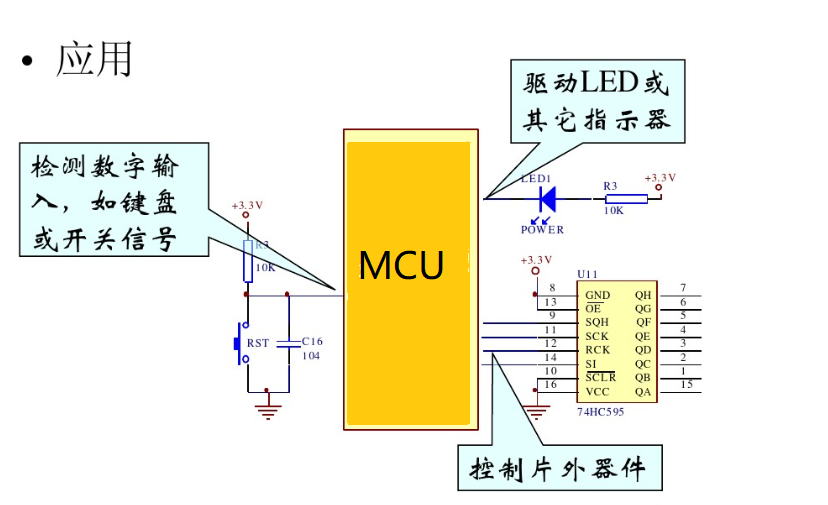 • 应用
驱动LED或
其它指示器
检测数字输
入，如键盘
或开关信号
+3.3V
R3
10K
RST
C16
104
MCU
LED1
POWER
R3
10K
+3.3V
+3.3V
U11
8 GND QH 7
13 OE QG 6
9 SQH QF 5
11 SCK QE 4
12 RCK QD 3
14 SI QC 2
10 SCLR QB 1
16 VCC QA 15
74HC595
控制片外器件